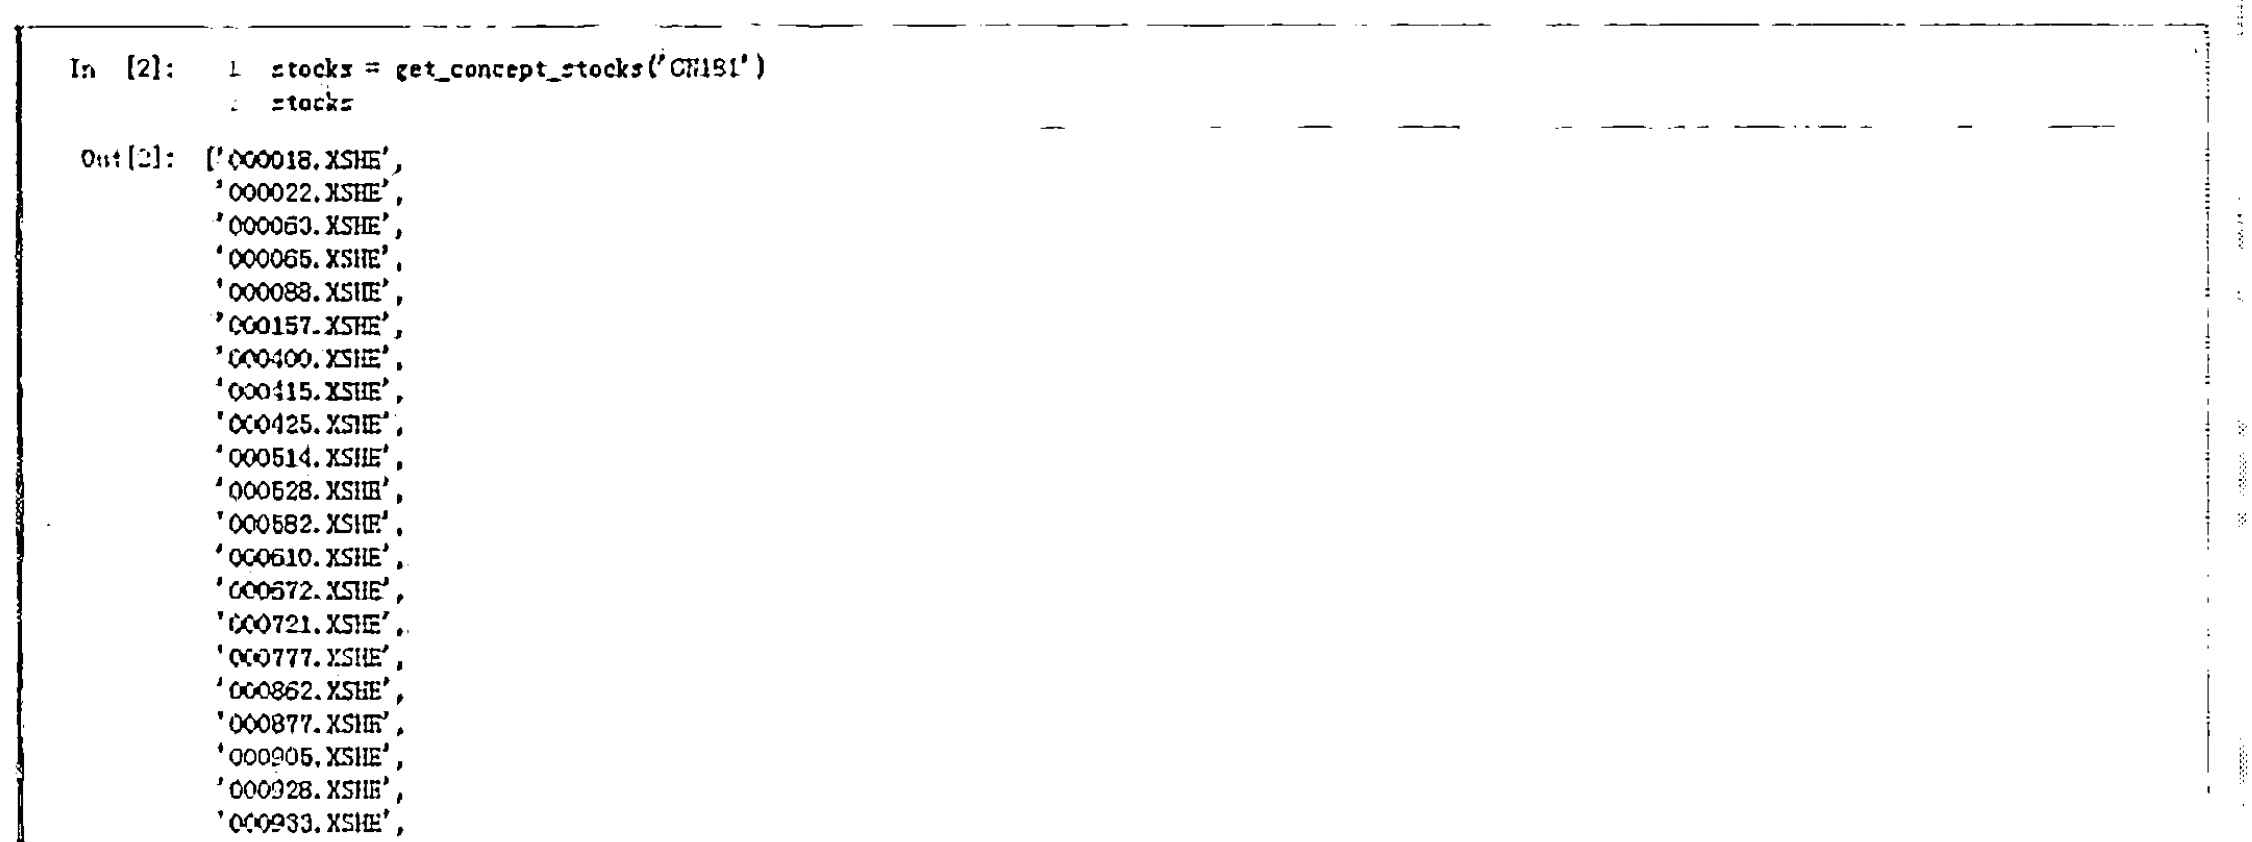 In [2]: 1 stocks = get_concept_stocks('GN181')
2 stocks
Out[2]: ['000018.XSHE',
'000022.XSHE',
'000063.XSHE',
'000065.XSHE',
'000088.XSHE',
'000157.XSHE',
'000400.XSHE',
'000415.XSHE',
'000425.XSHE',
'000514.XSHE',
'000528.XSHE',
'000582.XSHE',
'000610.XSHE',
'000672.XSHE',
'000721.XSHE',
'000777.XSHE',
'000862.XSHE',
'000877.XSHE',
'000905.XSHE',
'000928.XSHE',
'000933.XSHE',